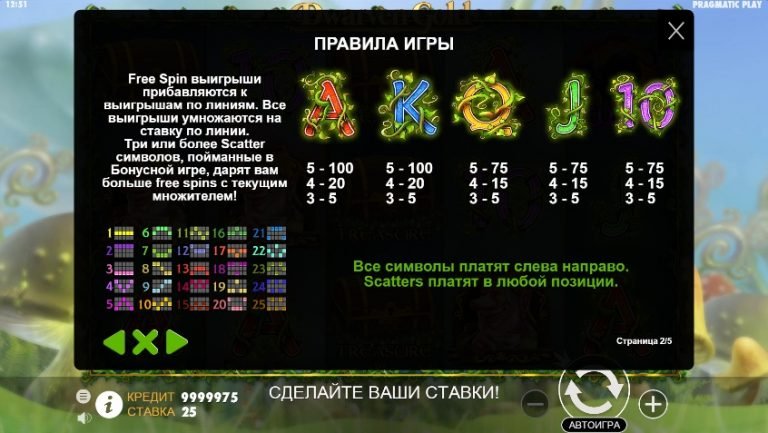 12:51
Dwarven Gold
PRAGMATIC PLAY
ПРАВИЛА ИГРЫ
Free Spin выигрыши
прибавляются к
выигрышам по линиям. Все
выигрыши умножаются на
ставку по линии.
Три или более Scatter
символов, пойманные в
Бонусной игре, дарят вам
больше free spins с текущим
множителем!
A K Q J 10
5 - 100 5 - 100 5 - 75 5 - 75 5 - 75
4 - 20 4 - 20 4 - 15 4 - 15 4 - 15
3 - 5 3 - 5 3 - 5 3 - 5 3 - 5
1 6 11 16 21
2 7 12 17 22
3 8 13 18 23
4 9 14 19 24
5 10 15 20 25
Все символы платят слева направо.
Scatters платят в любой позиции.
Страница 2/5
КРЕДИТ 9999975
СТАВКА 25
СДЕЛАЙТЕ ВАШИ СТАВКИ!
АВТОИГРА